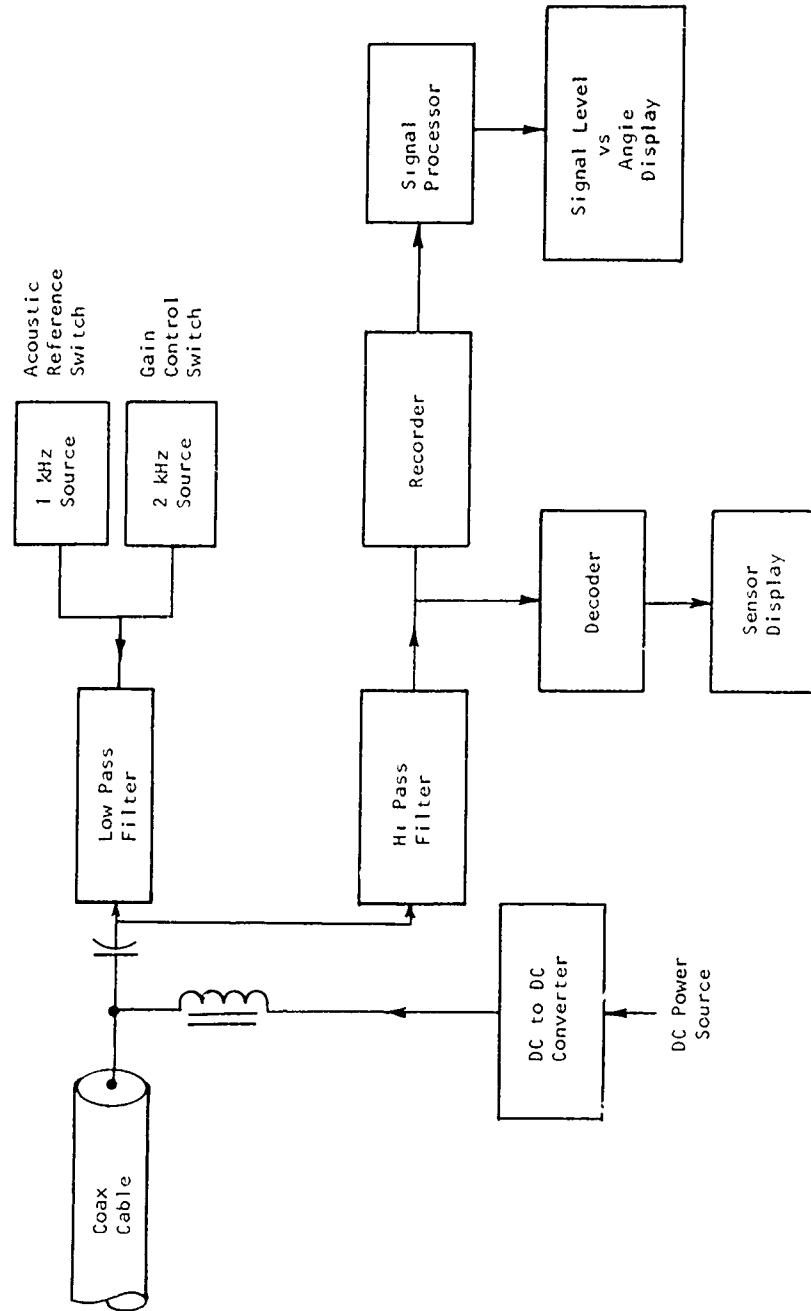 Coax
Cable
Low Pass
Filter
1 kHz
Source
Acoustic
Reference
Switch
2 kHz
Source
Gain
Control
Switch
Hi Pass
Filter
Recorder
Signal
Processor
Signal Level
vs
Angle
Display
DC to DC
Converter
DC Power
Source
Decoder
Sensor
Display